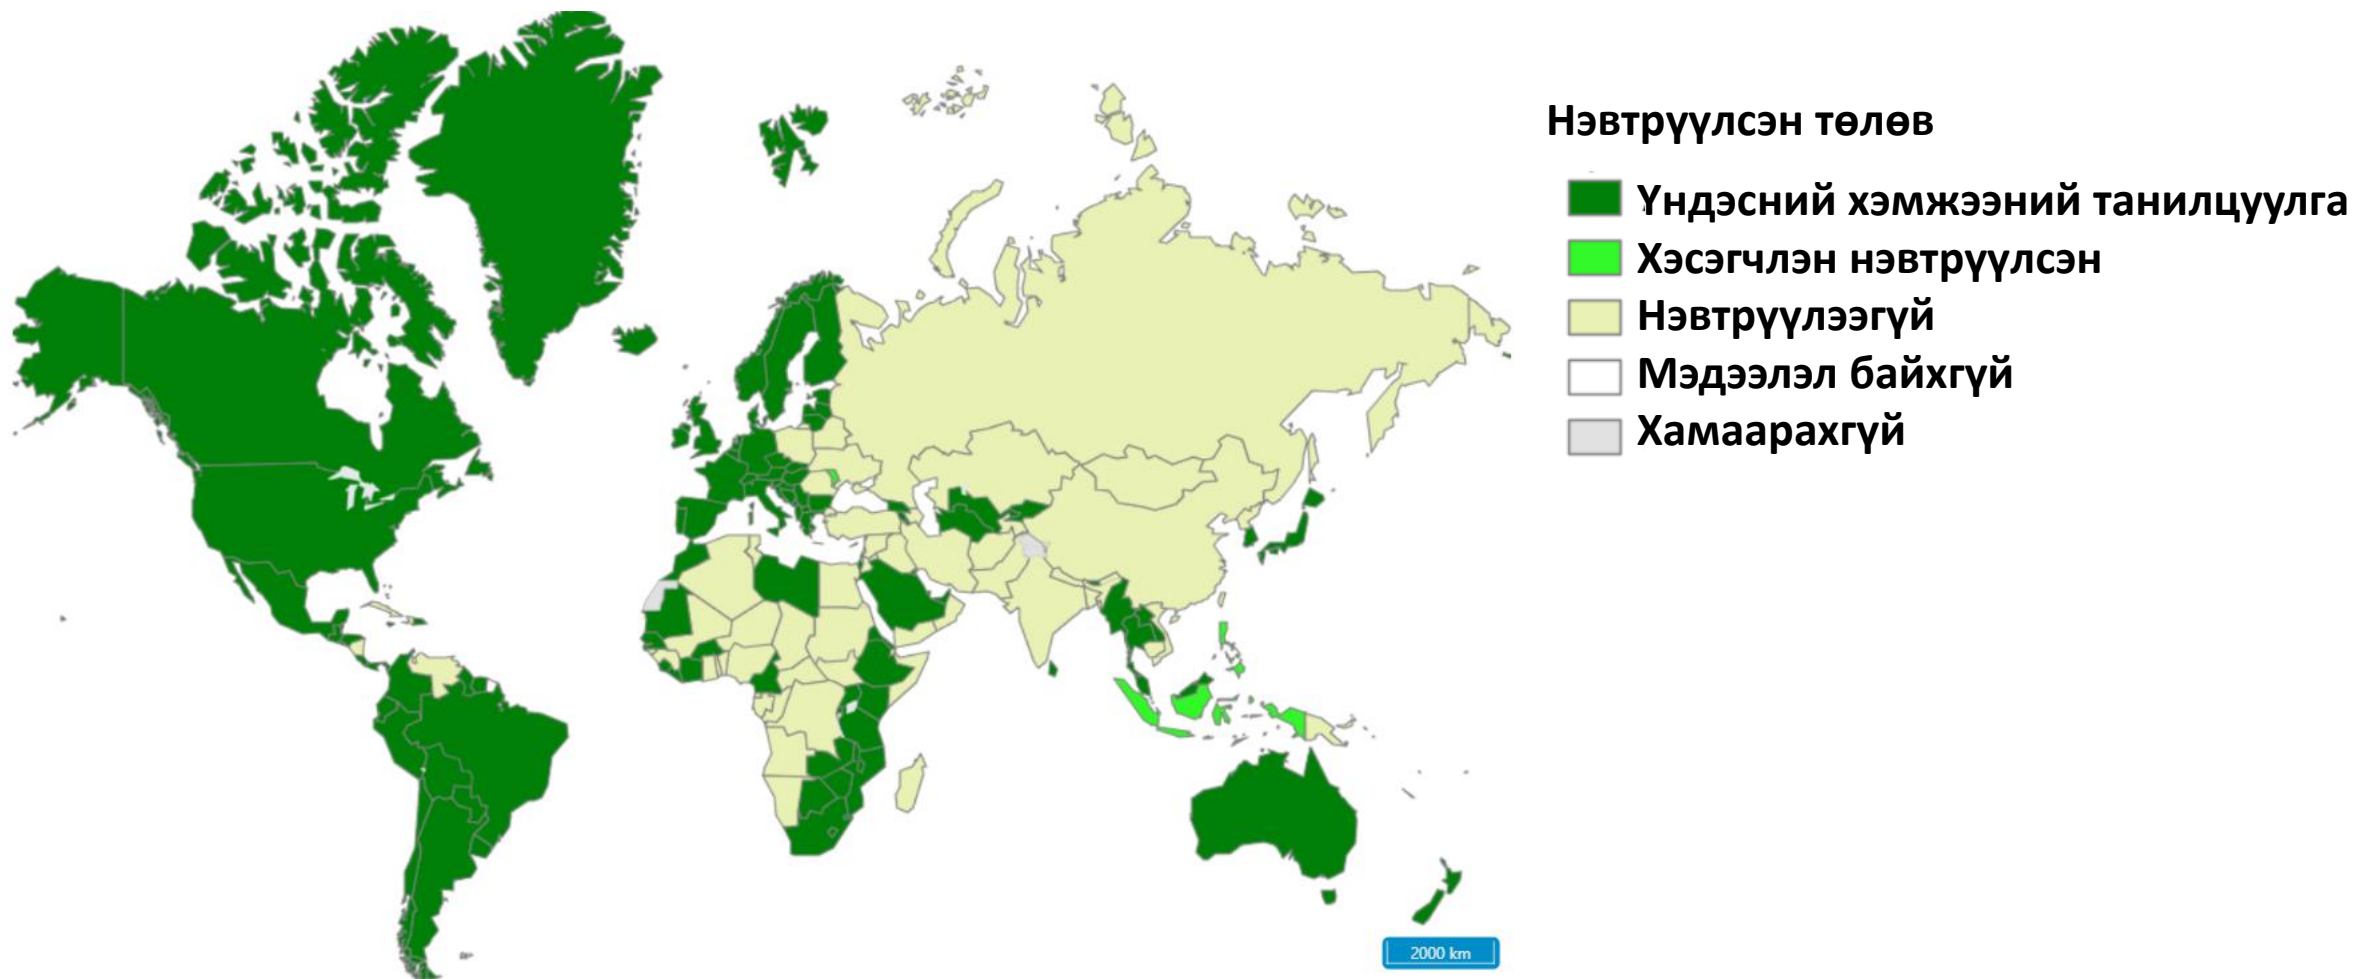 Нэвтрүүлсэн төлөв
Үндэсний хэмжээний танилцуулга
Хэсэгчлэн нэвтрүүлсэн
Нэвтрүүлээгүй
Мэдээлэл байхгүй
Хамаарахгүй
2000 km